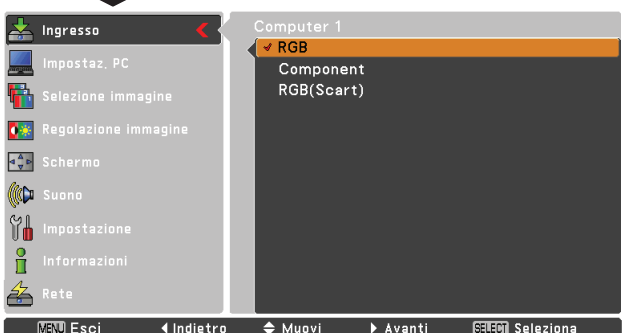 Ingresso
Impostaz. PC
Selezione immagine
Regolazione immagine
Schermo
Suono
Impostazione
Informazioni
Rete
Computer 1
RGB
Component
RGB(Scart)
MENU Esci Indietro Muovi Avanti SELECT Seleziona